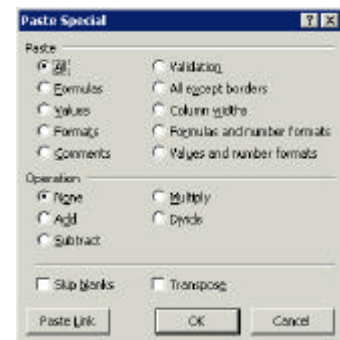 Paste Special
Paste
All
Validation
Formulas
All except borders
Values
Column widths
Formats
Formulas and number formats
Comments
Values and number formats
Operation
None
Multiply
Add
Divide
Subtract
Skip blanks
Transpose
Paste Link
OK
Cancel